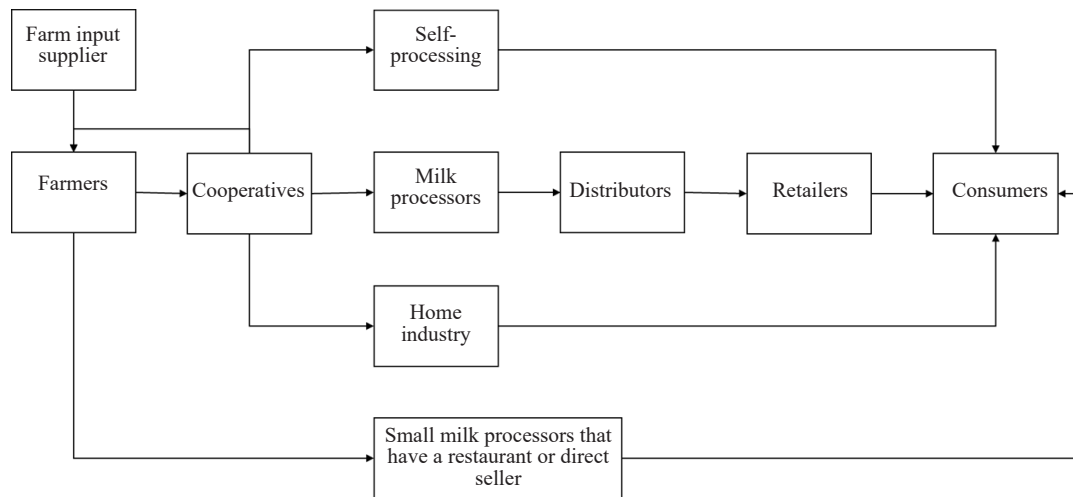 Farm input
supplier
Self-
processing
Farmers
Cooperatives
Milk
processors
Distributors
Retailers
Consumers
Home
industry
Small milk processors that
have a restaurant or direct
seller